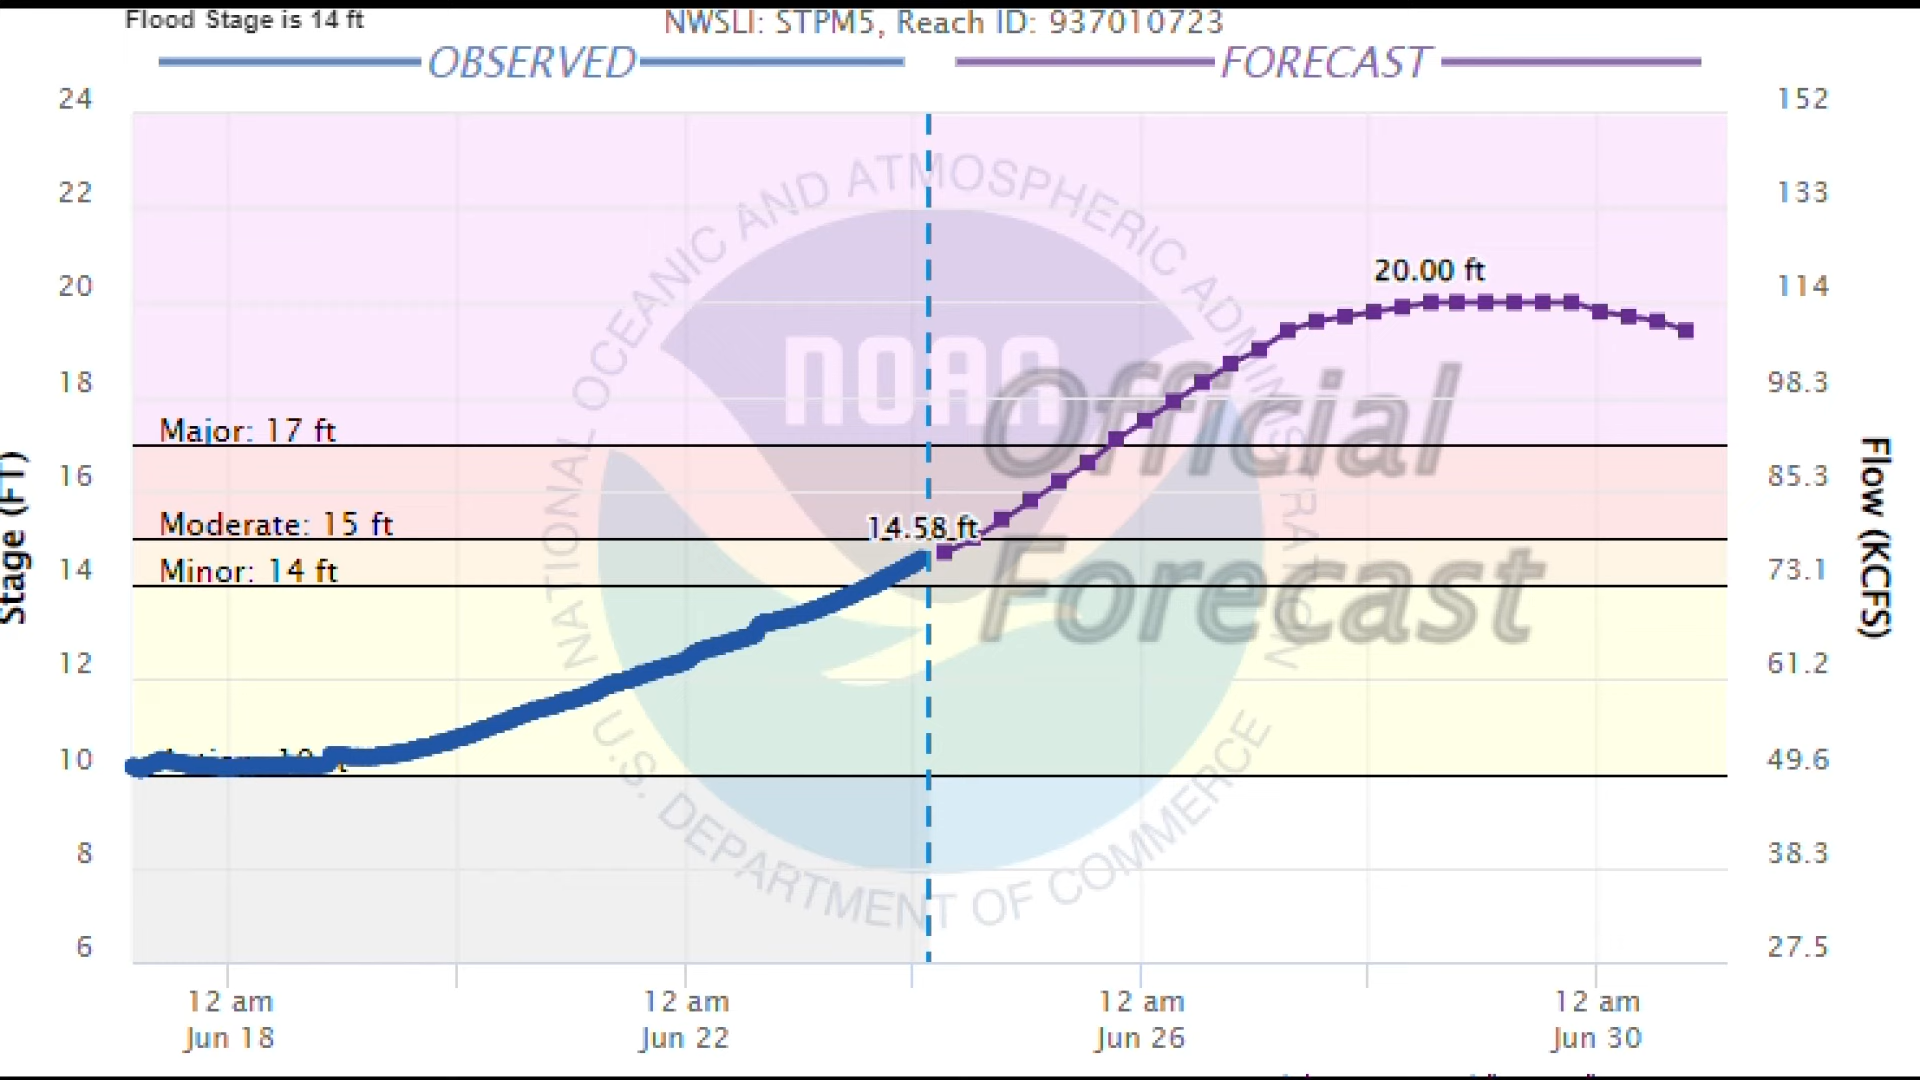 Flood Stage is 14 ft
NWSLI: STPM5, Reach ID: 937010723
OBSERVED
FORECAST
24
22
20
18
16
14
12
10
8
6
Stage (FT)
152
133
114
98.3
85.3
73.1
61.2
49.6
38.3
27.5
Flow (KCFS)
20.00 ft
14.58 ft
Major: 17 ft
Moderate: 15 ft
Minor: 14 ft
NATIONAL OCEANIC AND ATMOSPHERIC ADMINISTRATION
NOAA
U.S. DEPARTMENT OF COMMERCE
Official
Forecast
12 am
Jun 18
12 am
Jun 22
12 am
Jun 26
12 am
Jun 30